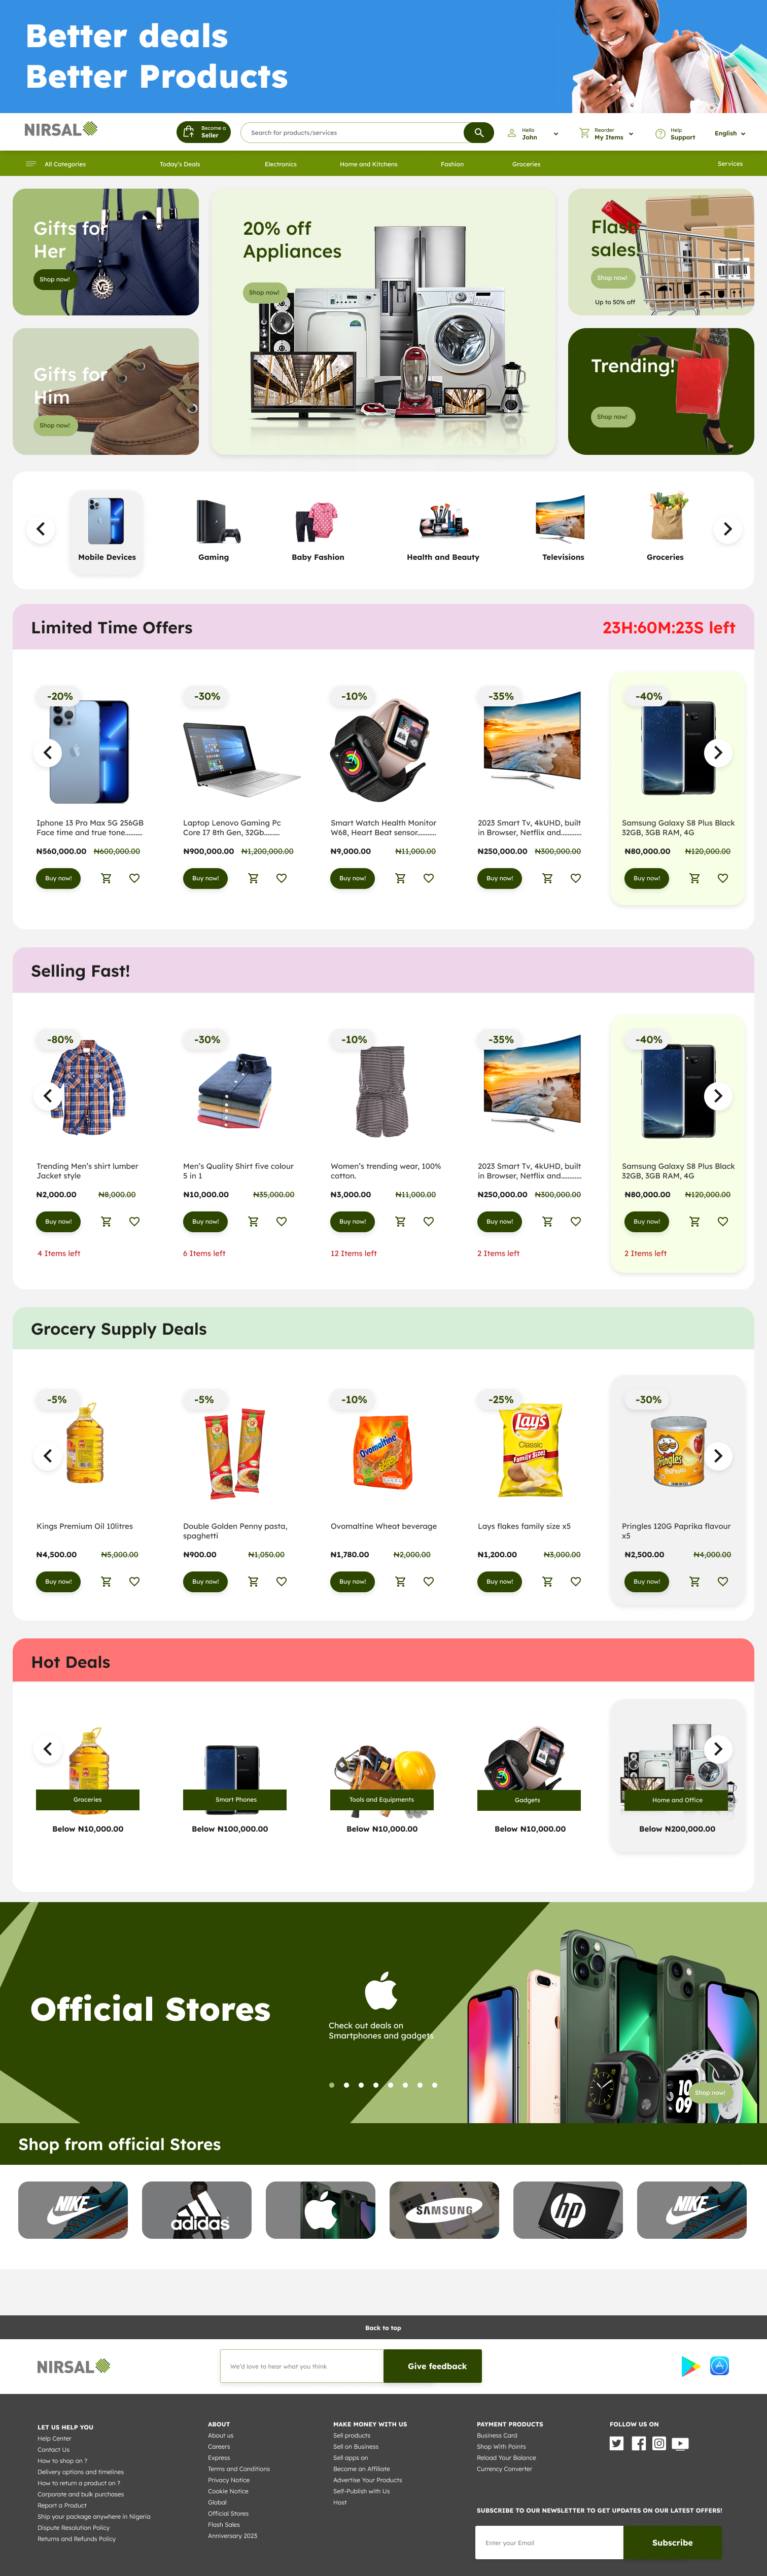 Better deals
Better Products
NIRSAL
Become a
Seller
Search for products/services
Hello
John
Reorder
My Items
Help
Support
English
All Categories
Today's Deals
Electronics
Home and Kitchens
Fashion
Groceries
Services
Gifts for
Her
Shop now!
20% off
Appliances
Shop now!
Flash
sales!
Shop now!
Up to 50% off
Gifts for
Him
Shop now!
Trending!
Shop now!
Mobile Devices
Gaming
Baby Fashion
Health and Beauty
Televisions
Groceries
Limited Time Offers
23H:60M:23S left
-20%
-30%
-10%
-35%
-40%
Iphone 13 Pro Max 5G 256GB
Face time and true tone..........
Laptop Lenovo Gaming Pc
Core I7 8th Gen, 32Gb.........
Smart Watch Health Monitor
W68, Heart Beat sensor..........
2023 Smart Tv, 4kUHD, built
in Browser, Netflix and...........
Samsung Galaxy S8 Plus Black
32GB, 3GB RAM, 4G
₦560,000.00 ₦600,000.00
₦900,000.00 ₦1,200,000.00
₦9,000.00 ₦11,000.00
₦250,000.00 ₦300,000.00
₦80,000.00 ₦120,000.00
Buy now!
Buy now!
Buy now!
Buy now!
Buy now!
Selling Fast!
-80%
-30%
-10%
-35%
-40%
Trending Men's shirt lumber
Jacket style
Men's Quality Shirt five colour
5 in 1
Women's trending wear, 100%
cotton.
2023 Smart Tv, 4kUHD, built
in Browser, Netflix and...........
Samsung Galaxy S8 Plus Black
32GB, 3GB RAM, 4G
₦2,000.00 ₦8,000.00
₦10,000.00 ₦35,000.00
₦3,000.00 ₦11,000.00
₦250,000.00 ₦300,000.00
₦80,000.00 ₦120,000.00
Buy now!
Buy now!
Buy now!
Buy now!
Buy now!
4 Items left
6 Items left
12 Items left
2 Items left
2 Items left
Grocery Supply Deals
-5%
-5%
-10%
-25%
-30%
Ovomaltine
Lay's
Classic
Family Size!
Pringles
Paprika
Kings Premium Oil 10litres
Double Golden Penny pasta,
spaghetti
Ovomaltine Wheat beverage
Lays flakes family size x5
Pringles 120G Paprika flavour
x5
₦4,500.00 ₦5,000.00
₦900.00 ₦1,050.00
₦1,780.00 ₦2,000.00
₦1,200.00 ₦3,000.00
₦2,500.00 ₦4,000.00
Buy now!
Buy now!
Buy now!
Buy now!
Buy now!
Hot Deals
Groceries
Smart Phones
Tools and Equipments
Gadgets
Home and Office
Below ₦10,000.00
Below ₦100,000.00
Below ₦10,000.00
Below ₦10,000.00
Below ₦200,000.00
Official Stores
Check out deals on
Smartphones and gadgets
10
09
Shop now!
Shop from official Stores
NIKE
adidas
SAMSUNG
hp
NIKE
Back to top
NIRSAL
We'd love to hear what you think
Give feedback
LET US HELP YOU
Help Center
Contact Us
How to shop on ?
Delivery options and timelines
How to return a product on ?
Corporate and bulk purchases
Report a Product
Ship your package anywhere in Nigeria
Dispute Resolution Policy
Returns and Refunds Policy
ABOUT
About us
Careers
Express
Terms and Conditions
Privacy Notice
Cookie Notice
Global
Official Stores
Flash Sales
Anniversary 2023
MAKE MONEY WITH US
Sell products
Sell on Business
Sell apps on
Become an Affiliate
Advertise Your Products
Self-Publish with Us
Host
PAYMENT PRODUCTS
Business Card
Shop With Points
Reload Your Balance
Currency Converter
FOLLOW US ON
SUBSCRIBE TO OUR NEWSLETTER TO GET UPDATES ON OUR LATEST OFFERS!
Enter your Email
Subscribe